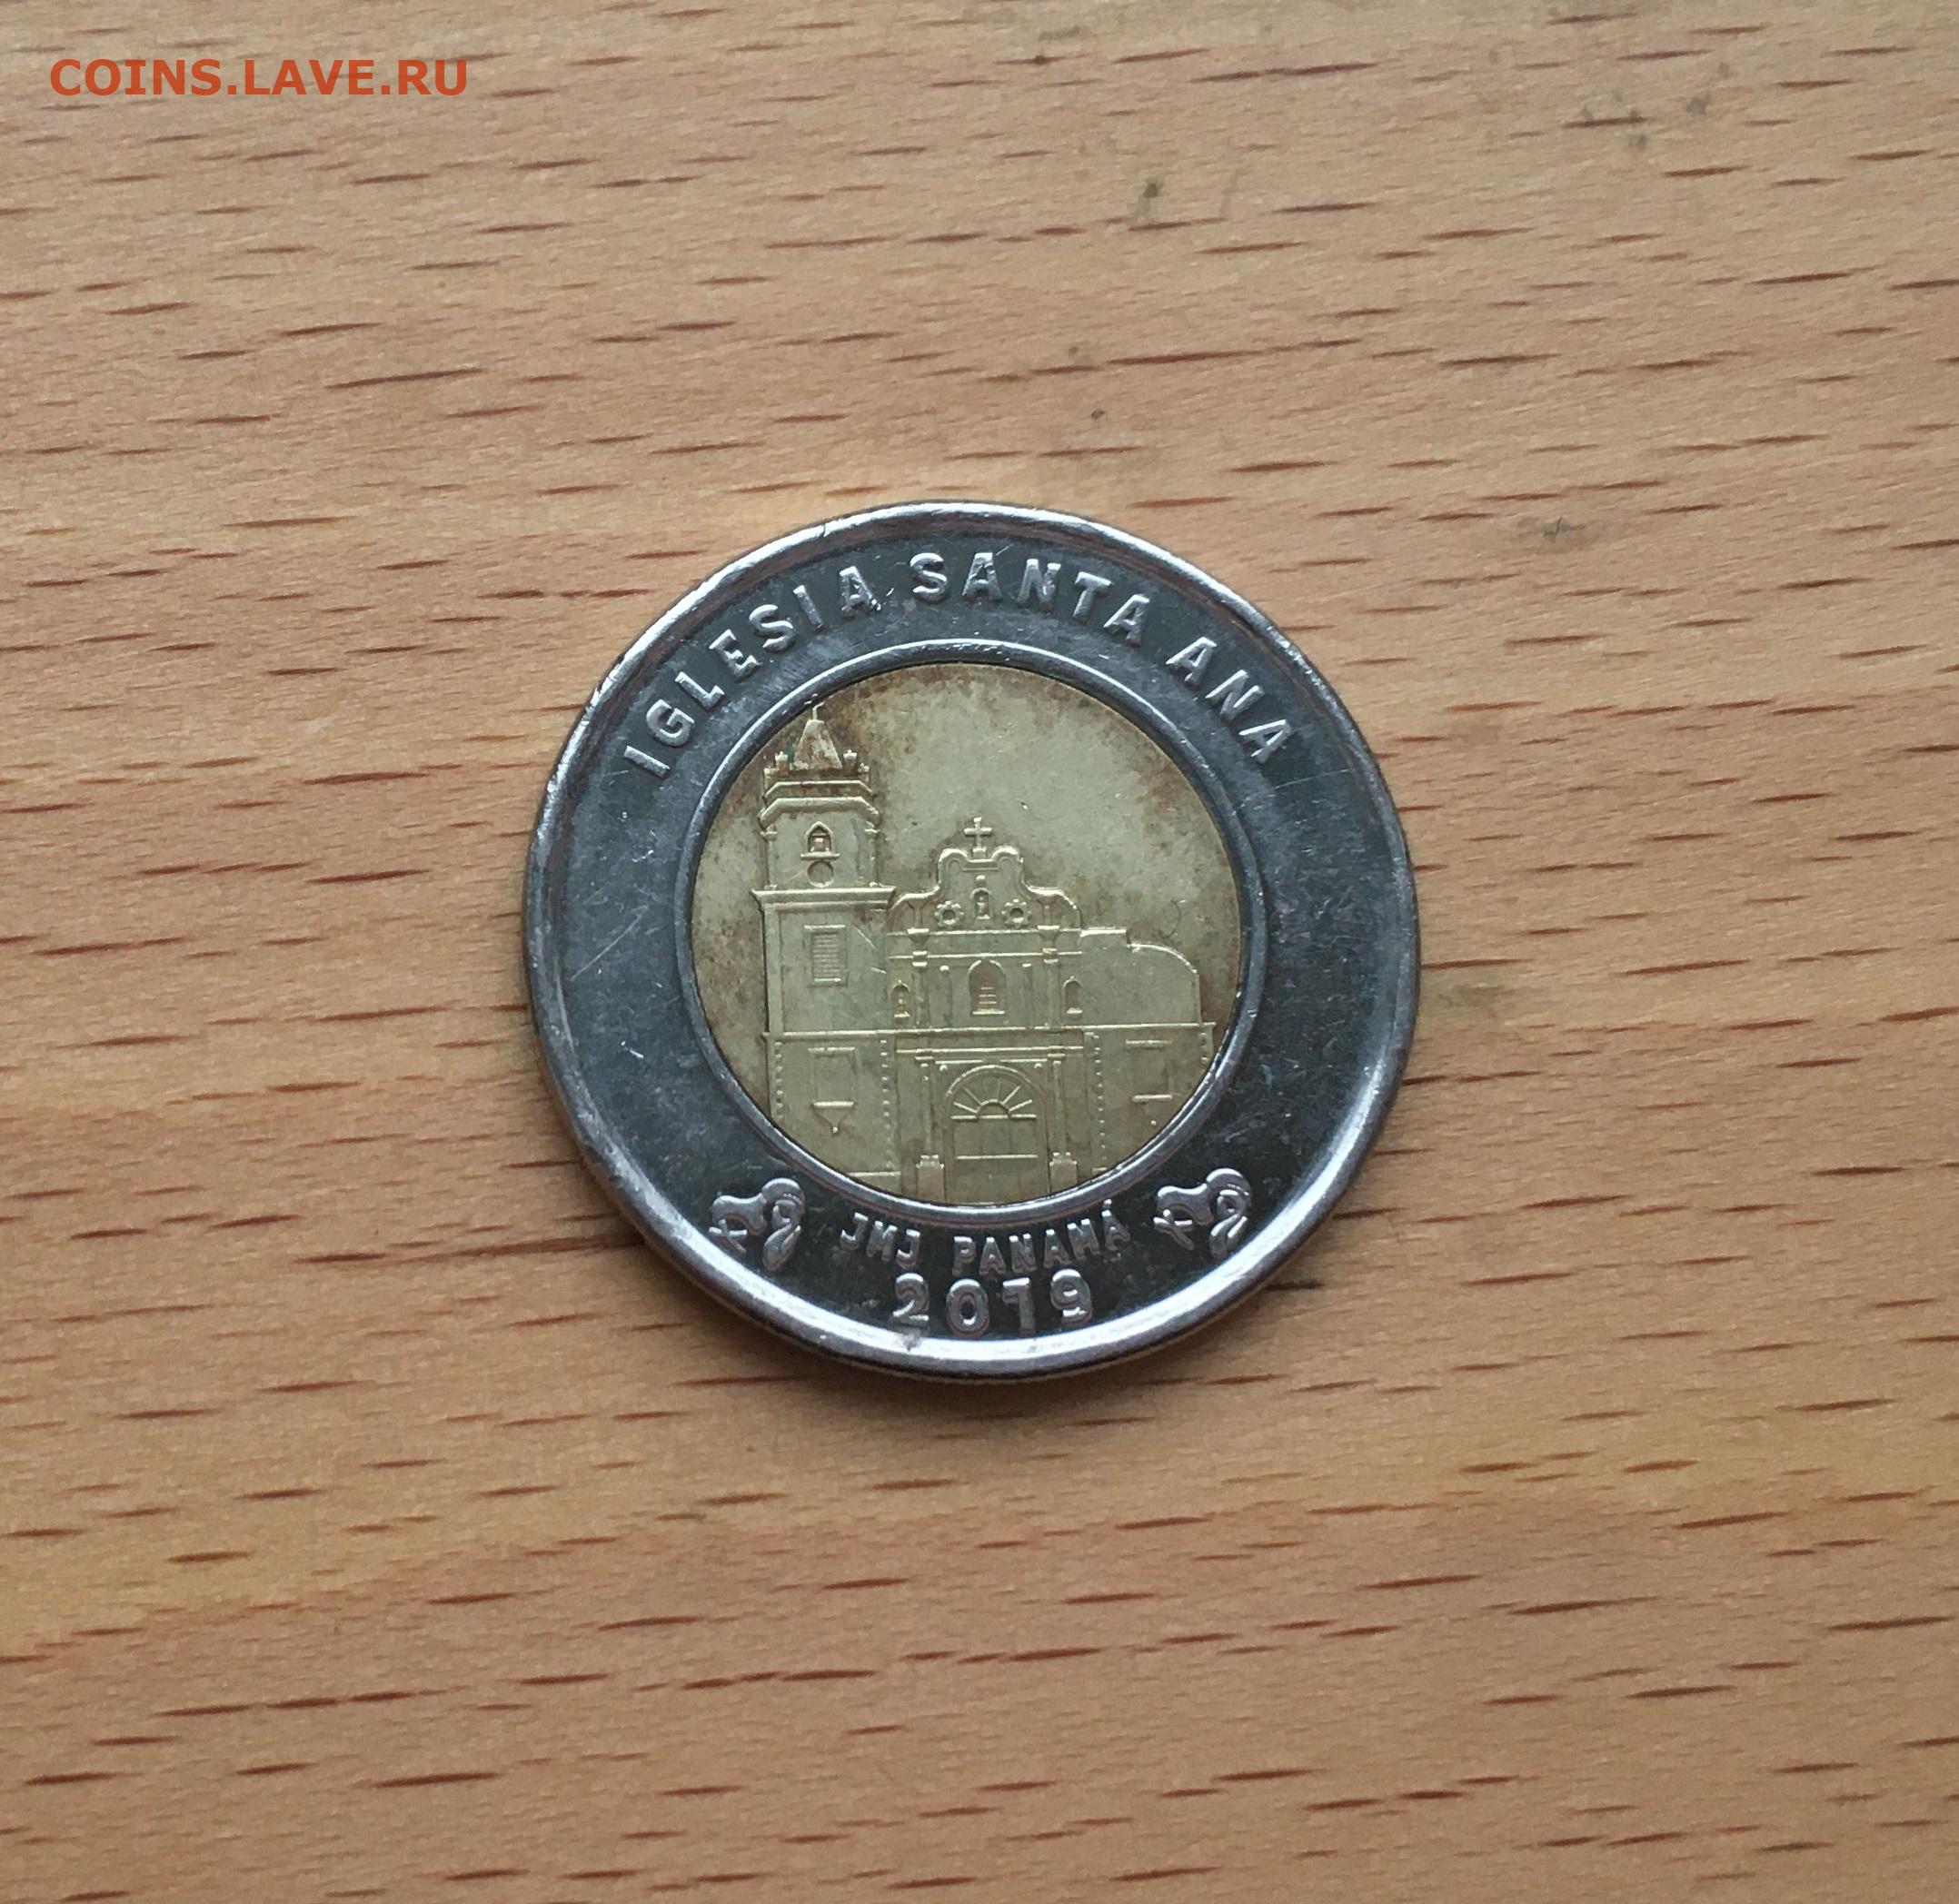 COINS.LAVE.RU
IGLESIA SANTA ANA
JMJ PANAMÁ
2019